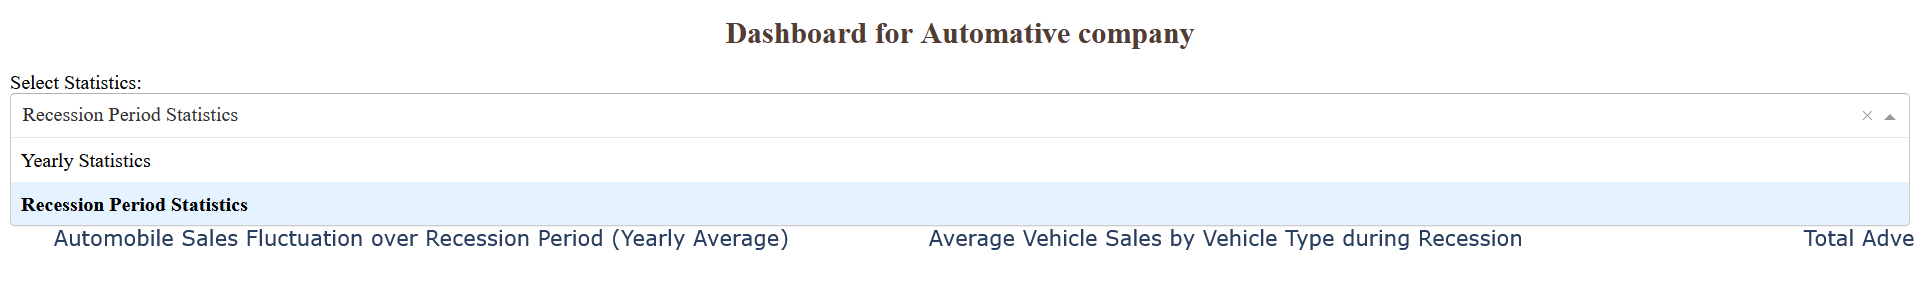 Dashboard for Automative company
Select Statistics:
Recession Period Statistics
Yearly Statistics
Recession Period Statistics
Automobile Sales Fluctuation over Recession Period (Yearly Average) Average Vehicle Sales by Vehicle Type during Recession Total Adve